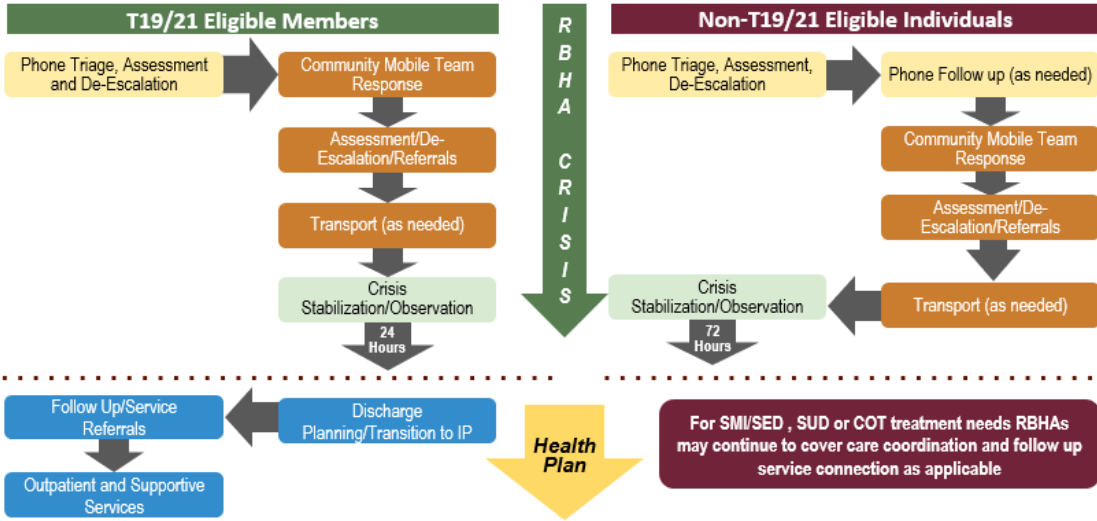 T19/21 Eligible Members
Phone Triage, Assessment
and De-Escalation
Community Mobile Team
Response
Assessment/De-
Escalation/Referrals
Transport (as needed)
Crisis
Stabilization/Observation
24
Hours
RBHA CRISIS
Non-T19/21 Eligible Individuals
Phone Triage, Assessment,
De-Escalation
Phone Follow up (as needed)
Community Mobile Team
Response
Assessment/De-
Escalation/Referrals
Transport (as needed)
Crisis
Stabilization/Observation
72
Hours
Discharge
Planning/Transition to IP
Follow Up/Service
Referrals
Outpatient and Supportive
Services
Health
Plan
For SMI/SED , SUD or COT treatment needs RBHAs
may continue to cover care coordination and follow up
service connection as applicable